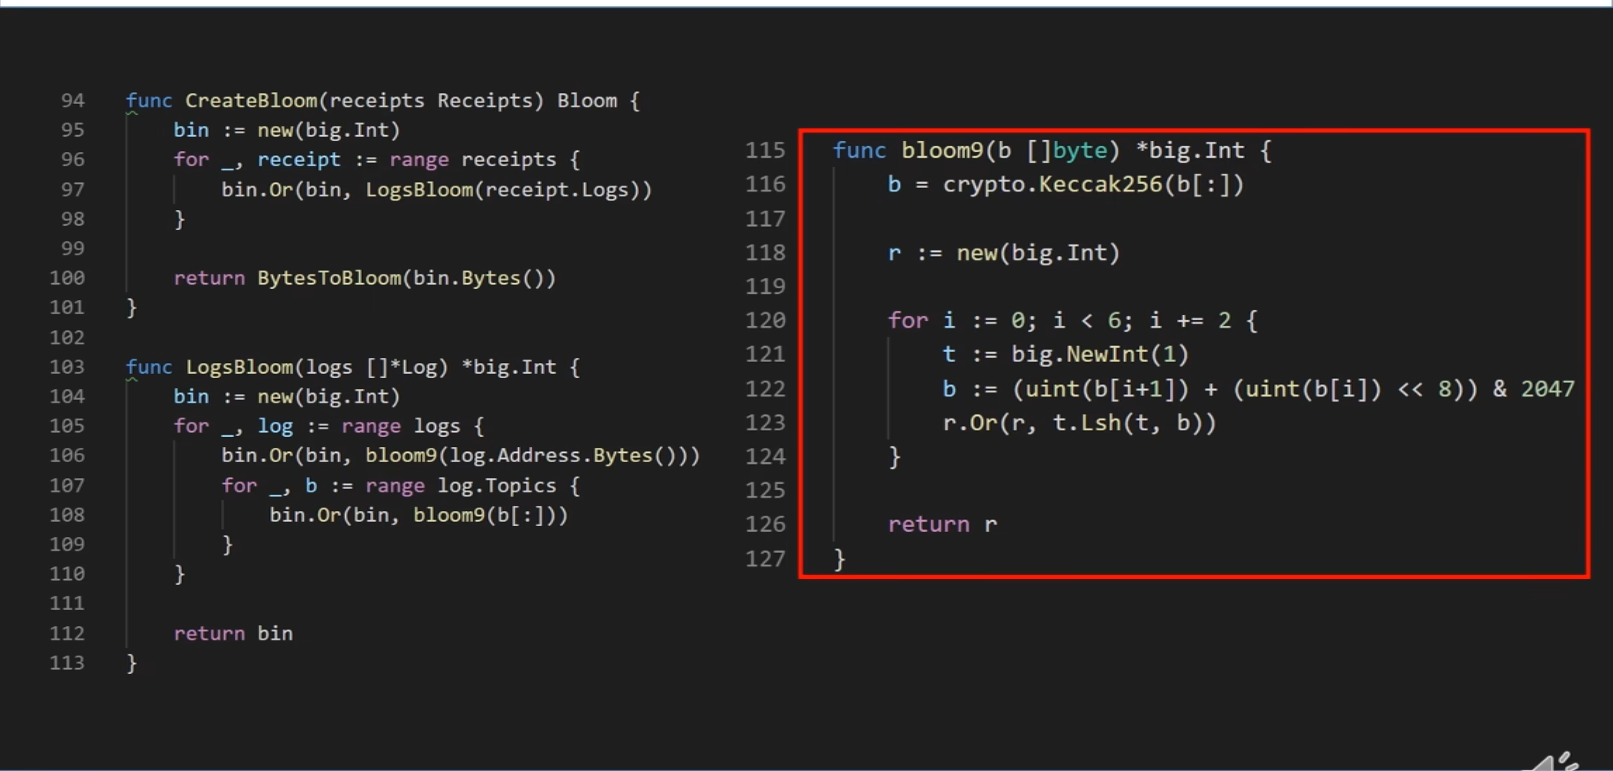 94 func CreateBloom(receipts Receipts) Bloom {
95 bin := new(big.Int)
96 for _, receipt := range receipts {
97 bin.Or(bin, LogsBloom(receipt.Logs))
98 }
99
100 return BytesToBloom(bin.Bytes())
101 }
102
103 func LogsBloom(logs []*Log) *big.Int {
104 bin := new(big.Int)
105 for _, log := range logs {
106 bin.Or(bin, bloom9(log.Address.Bytes()))
107 for _, b := range log.Topics {
108 bin.Or(bin, bloom9(b[:]))
109 }
110 }
111
112 return bin
113 }
115 func bloom9(b []byte) *big.Int {
116 b = crypto.Keccak256(b[:])
117
118 r := new(big.Int)
119
120 for i := 0; i < 6; i += 2 {
121 t := big.NewInt(1)
122 b := (uint(b[i+1]) + (uint(b[i]) << 8)) & 2047
123 r.Or(r, t.Lsh(t, b))
124 }
125
126 return r
127 }